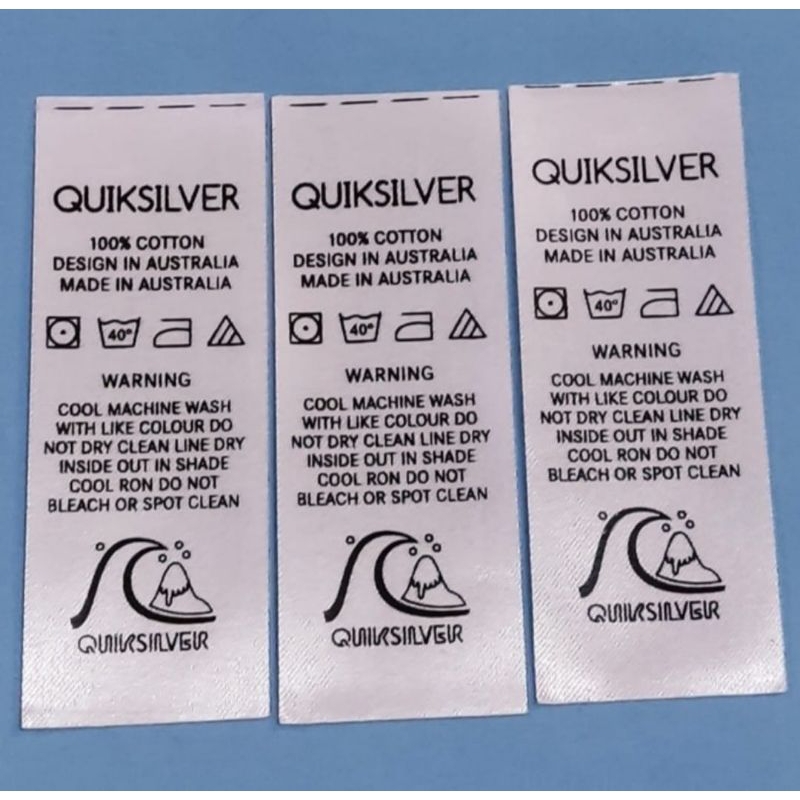 QUIKSILVER
100% COTTON
DESIGN IN AUSTRALIA
MADE IN AUSTRALIA
40°
WARNING
COOL MACHINE WASH
WITH LIKE COLOUR DO
NOT DRY CLEAN LINE DRY
INSIDE OUT IN SHADE
COOL RON DO NOT
BLEACH OR SPOT CLEAN
QUIKSILVER
QUIKSILVER
100% COTTON
DESIGN IN AUSTRALIA
MADE IN AUSTRALIA
40°
WARNING
COOL MACHINE WASH
WITH LIKE COLOUR DO
NOT DRY CLEAN LINE DRY
INSIDE OUT IN SHADE
COOL RON DO NOT
BLEACH OR SPOT CLEAN
QUIKSILVER
QUIKSILVER
100% COTTON
DESIGN IN AUSTRALIA
MADE IN AUSTRALIA
40°
WARNING
COOL MACHINE WASH
WITH LIKE COLOUR DO
NOT DRY CLEAN LINE DRY
INSIDE OUT IN SHADE
COOL RON DO NOT
BLEACH OR SPOT CLEAN
QUIKSILVER